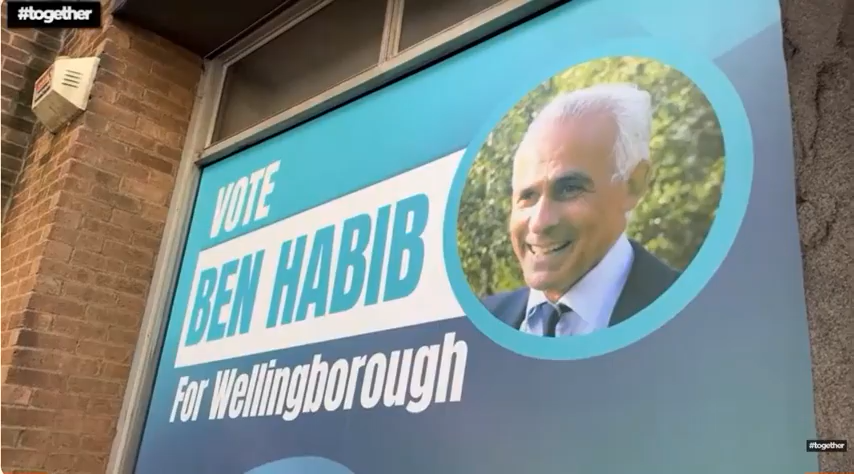 #together
VOTE
BEN HABIB
For Wellingborough
#together